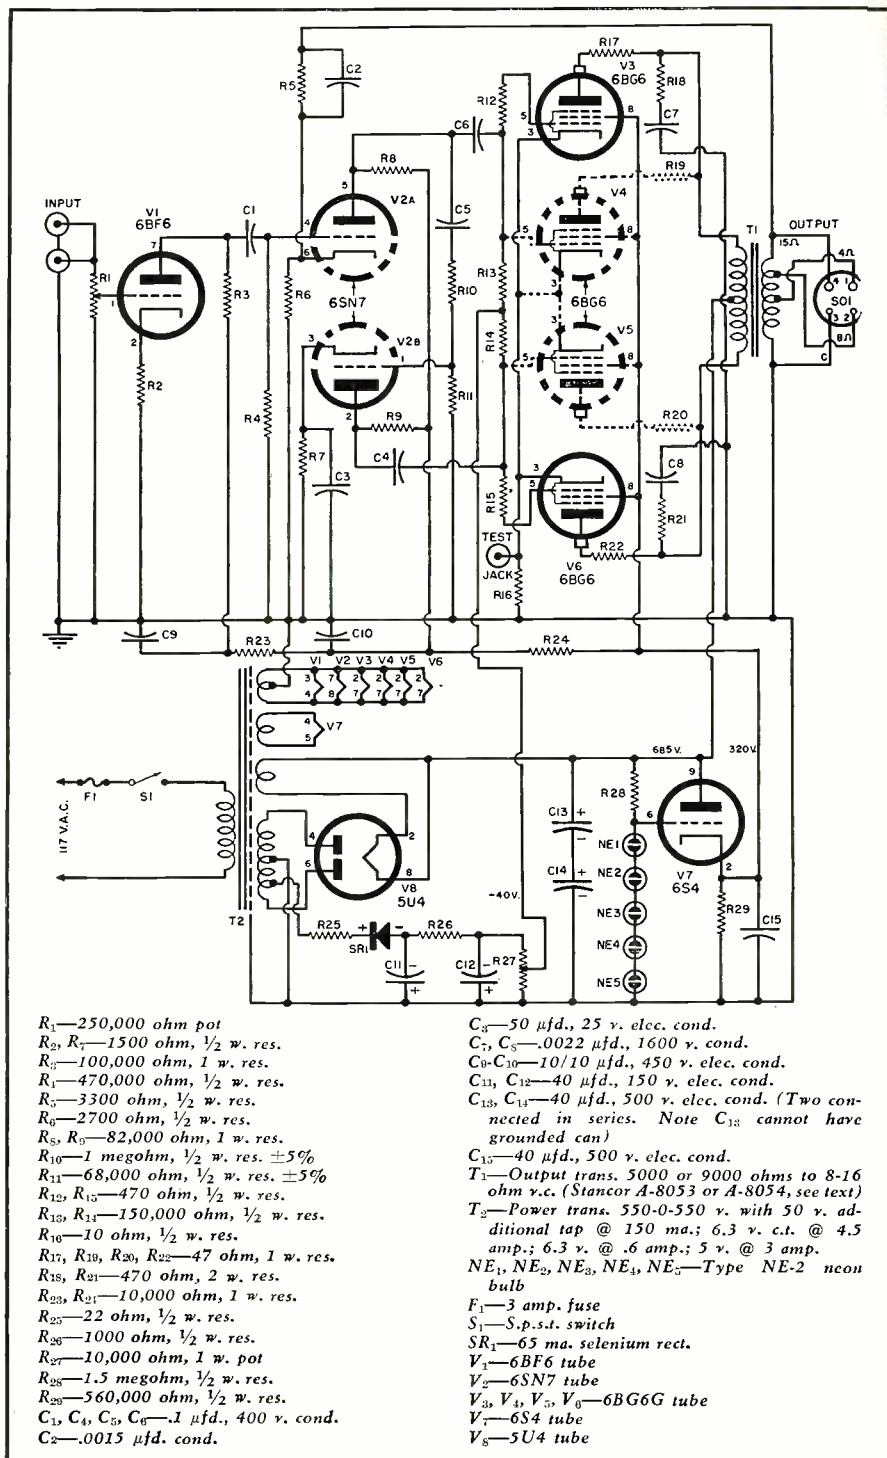 R17
V3
6BG6
R18
C7
C2
R5
R12
C6
R8
R19
V4
INPUT
V1
6BF6
C1
V2A
C5
T1
OUTPUT
15Ω
4Ω
SO1
8Ω
C
R1
R3
R6
6SN7
R10
R13
6BG6
R14
V5
V2B
R2
R4
R11
R9
R20
R7
C3
C4
R15
C8
R21
TEST
JACK
R16
R22
V6
6BG6
C9
R23
C10
R24
V1 V2 V3 V4 V5 V6
3 7 2 2 2 2
4 8 7 7 7 7
4
5
V7
685V.
320V.
F1
S1
117 V.A.C.
R28
C13
C14
NE1
NE2
NE3
NE4
NE5
V7
6S4
R29
C15
V8
5U4
-40V.
T2
R25
SR1
R26
C11
C12
R27
R1—250,000 ohm pot
R2, R7—1500 ohm, 1/2 w. res.
R3—100,000 ohm, 1 w. res.
R4—470,000 ohm, 1/2 w. res.
R5—3300 ohm, 1/2 w. res.
R6—2700 ohm, 1/2 w. res.
R8, R9—82,000 ohm, 1 w. res.
R10—1 megohm, 1/2 w. res. ±5%
R11—68,000 ohm, 1/2 w. res. ±5%
R12, R15—470 ohm, 1/2 w. res.
R13, R14—150,000 ohm, 1/2 w. res.
R16—10 ohm, 1/2 w. res.
R17, R19, R20, R22—47 ohm, 1 w. res.
R18, R21—470 ohm, 2 w. res.
R23, R24—10,000 ohm, 1 w. res.
R25—22 ohm, 1/2 w. res.
R26—1000 ohm, 1/2 w. res.
R27—10,000 ohm, 1 w. pot
R28—1.5 megohm, 1/2 w. res.
R29—560,000 ohm, 1/2 w. res.
C1, C4, C5, C6—.1 μfd., 400 v. cond.
C2—.0015 μfd. cond.
C3—50 μfd., 25 v. elec. cond.
C7, C8—.0022 μfd., 1600 v. cond.
C9-C10—10/10 μfd., 450 v. elec. cond.
C11, C12—40 μfd., 150 v. elec. cond.
C13, C14—40 μfd., 500 v. elec. cond. (Two con-
nected in series. Note C13 cannot have
grounded can)
C15—40 μfd., 500 v. elec. cond.
T1—Output trans. 5000 or 9000 ohms to 8-16
ohm v.c. (Stancor A-8053 or A-8054, see text)
T2—Power trans. 550-0-550 v. with 50 v. ad-
ditional tap @ 150 ma.; 6.3 v. c.t. @ 4.5
amp.; 6.3 v. @ .6 amp.; 5 v. @ 3 amp.
NE1, NE2, NE3, NE4, NE5—Type NE-2 neon
bulb
F1—3 amp. fuse
S1—S.p.s.t. switch
SR1—65 ma. selenium rect.
V1—6BF6 tube
V2—6SN7 tube
V3, V4, V5, V6—6BG6G tube
V7—6S4 tube
V8—5U4 tube